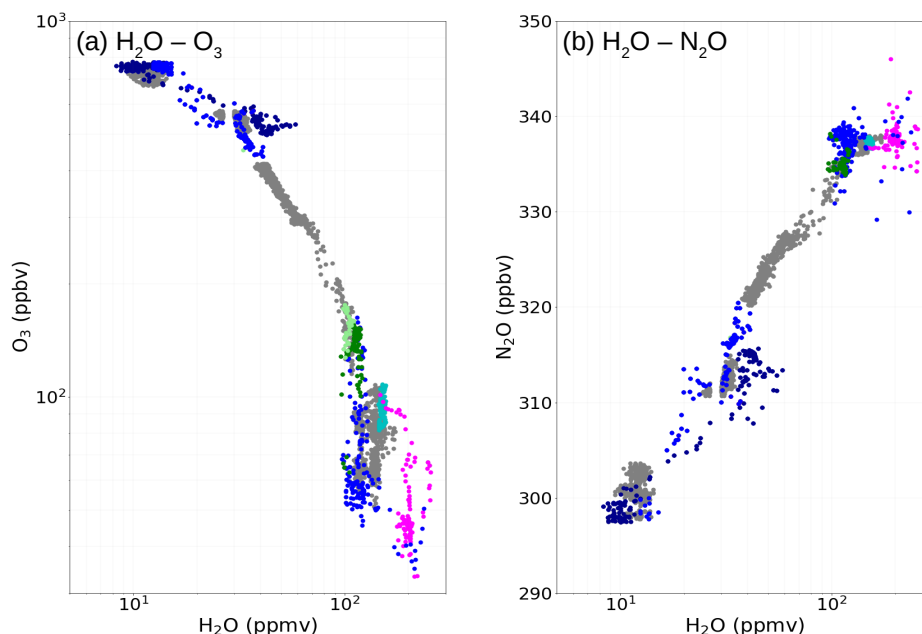 (a) H₂O – O₃
10³
10²
O₃ (ppbv)
10¹ 10²
H₂O (ppmv)
(b) H₂O – N₂O
350
340
330
320
310
300
290
N₂O (ppbv)
10¹ 10²
H₂O (ppmv)